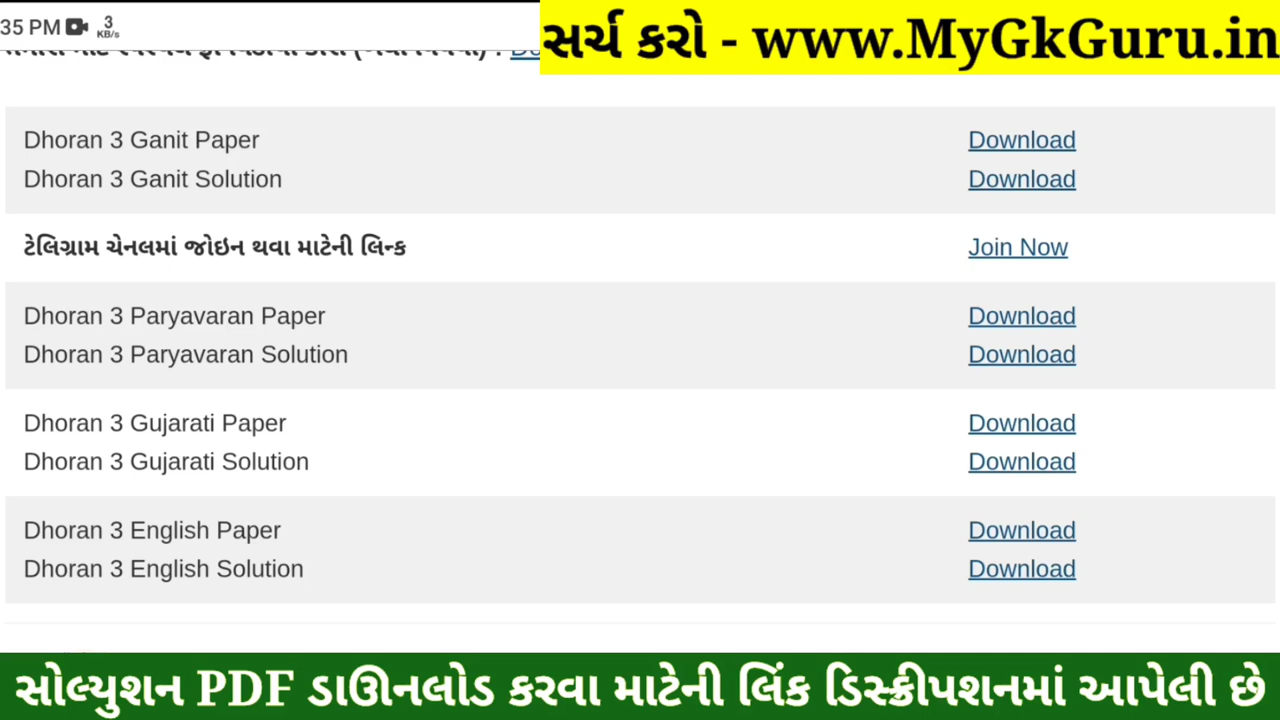 35 PM 3 KB/s
સર્ચ કરો - www.MyGkGuru.in
Dhoran 3 Ganit Paper Download
Dhoran 3 Ganit Solution Download
ટેલિગ્રામ ચેનલમાં જોઇન થવા માટેની લિન્ક Join Now
Dhoran 3 Paryavaran Paper Download
Dhoran 3 Paryavaran Solution Download
Dhoran 3 Gujarati Paper Download
Dhoran 3 Gujarati Solution Download
Dhoran 3 English Paper Download
Dhoran 3 English Solution Download
સોલ્યુશન PDF ડાઊનલોડ કરવા માટેની લિંક ડિસ્ક્રીપશનમાં આપેલી છે